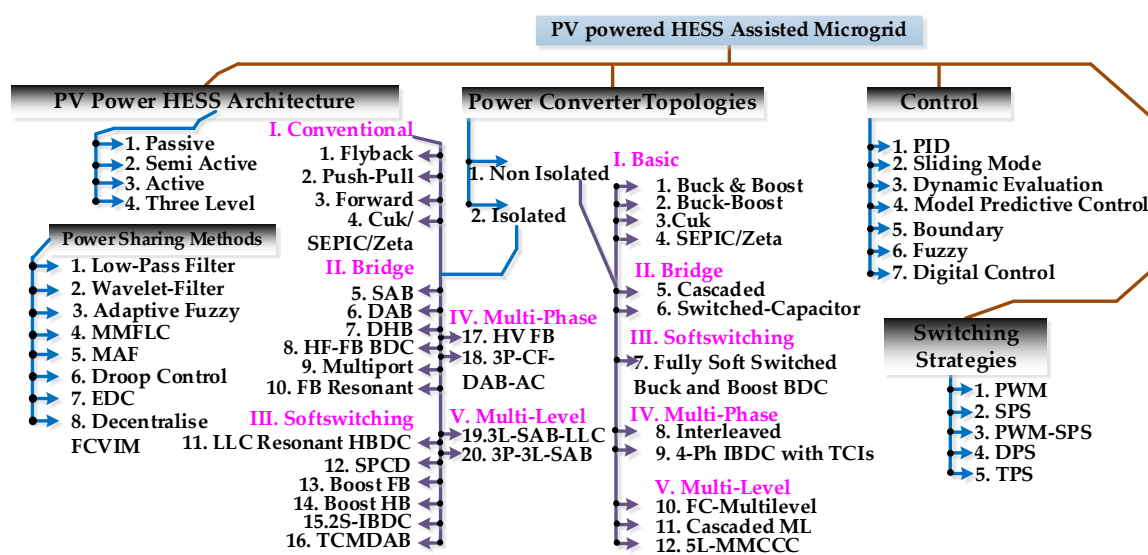 PV powered HESS Assisted Microgrid
PV Power HESS Architecture
1. Passive
2. Semi Active
3. Active
4. Three Level
Power Sharing Methods
1. Low-Pass Filter
2. Wavelet-Filter
3. Adaptive Fuzzy
4. MMFLC
5. MAF
6. Droop Control
7. EDC
8. Decentralise
FCVIM
Power Converter Topologies
1. Non Isolated
2. Isolated
I. Conventional
1. Flyback
2. Push-Pull
3. Forward
4. Cuk/
SEPIC/Zeta
II. Bridge
5. SAB
6. DAB
7. DHB
8. HF-FB BDC
9. Multiport
10. FB Resonant
III. Softswitching
11. LLC Resonant HBDC
12. SPCD
13. Boost FB
14. Boost HB
15.2S-IBDC
16. TCMDAB
IV. Multi-Phase
17. HV FB
18. 3P-CF-
DAB-AC
V. Multi-Level
19.3L-SAB-LLC
20. 3P-3L-SAB
I. Basic
1. Buck & Boost
2. Buck-Boost
3.Cuk
4. SEPIC/Zeta
II. Bridge
5. Cascaded
6. Switched-Capacitor
III. Softswitching
7. Fully Soft Switched
Buck and Boost BDC
IV. Multi-Phase
8. Interleaved
9. 4-Ph IBDC with TCIs
V. Multi-Level
10. FC-Multilevel
11. Cascaded ML
12. 5L-MMCCC
Control
1. PID
2. Sliding Mode
3. Dynamic Evaluation
4. Model Predictive Control
5. Boundary
6. Fuzzy
7. Digital Control
Switching
Strategies
1. PWM
2. SPS
3. PWM-SPS
4. DPS
5. TPS